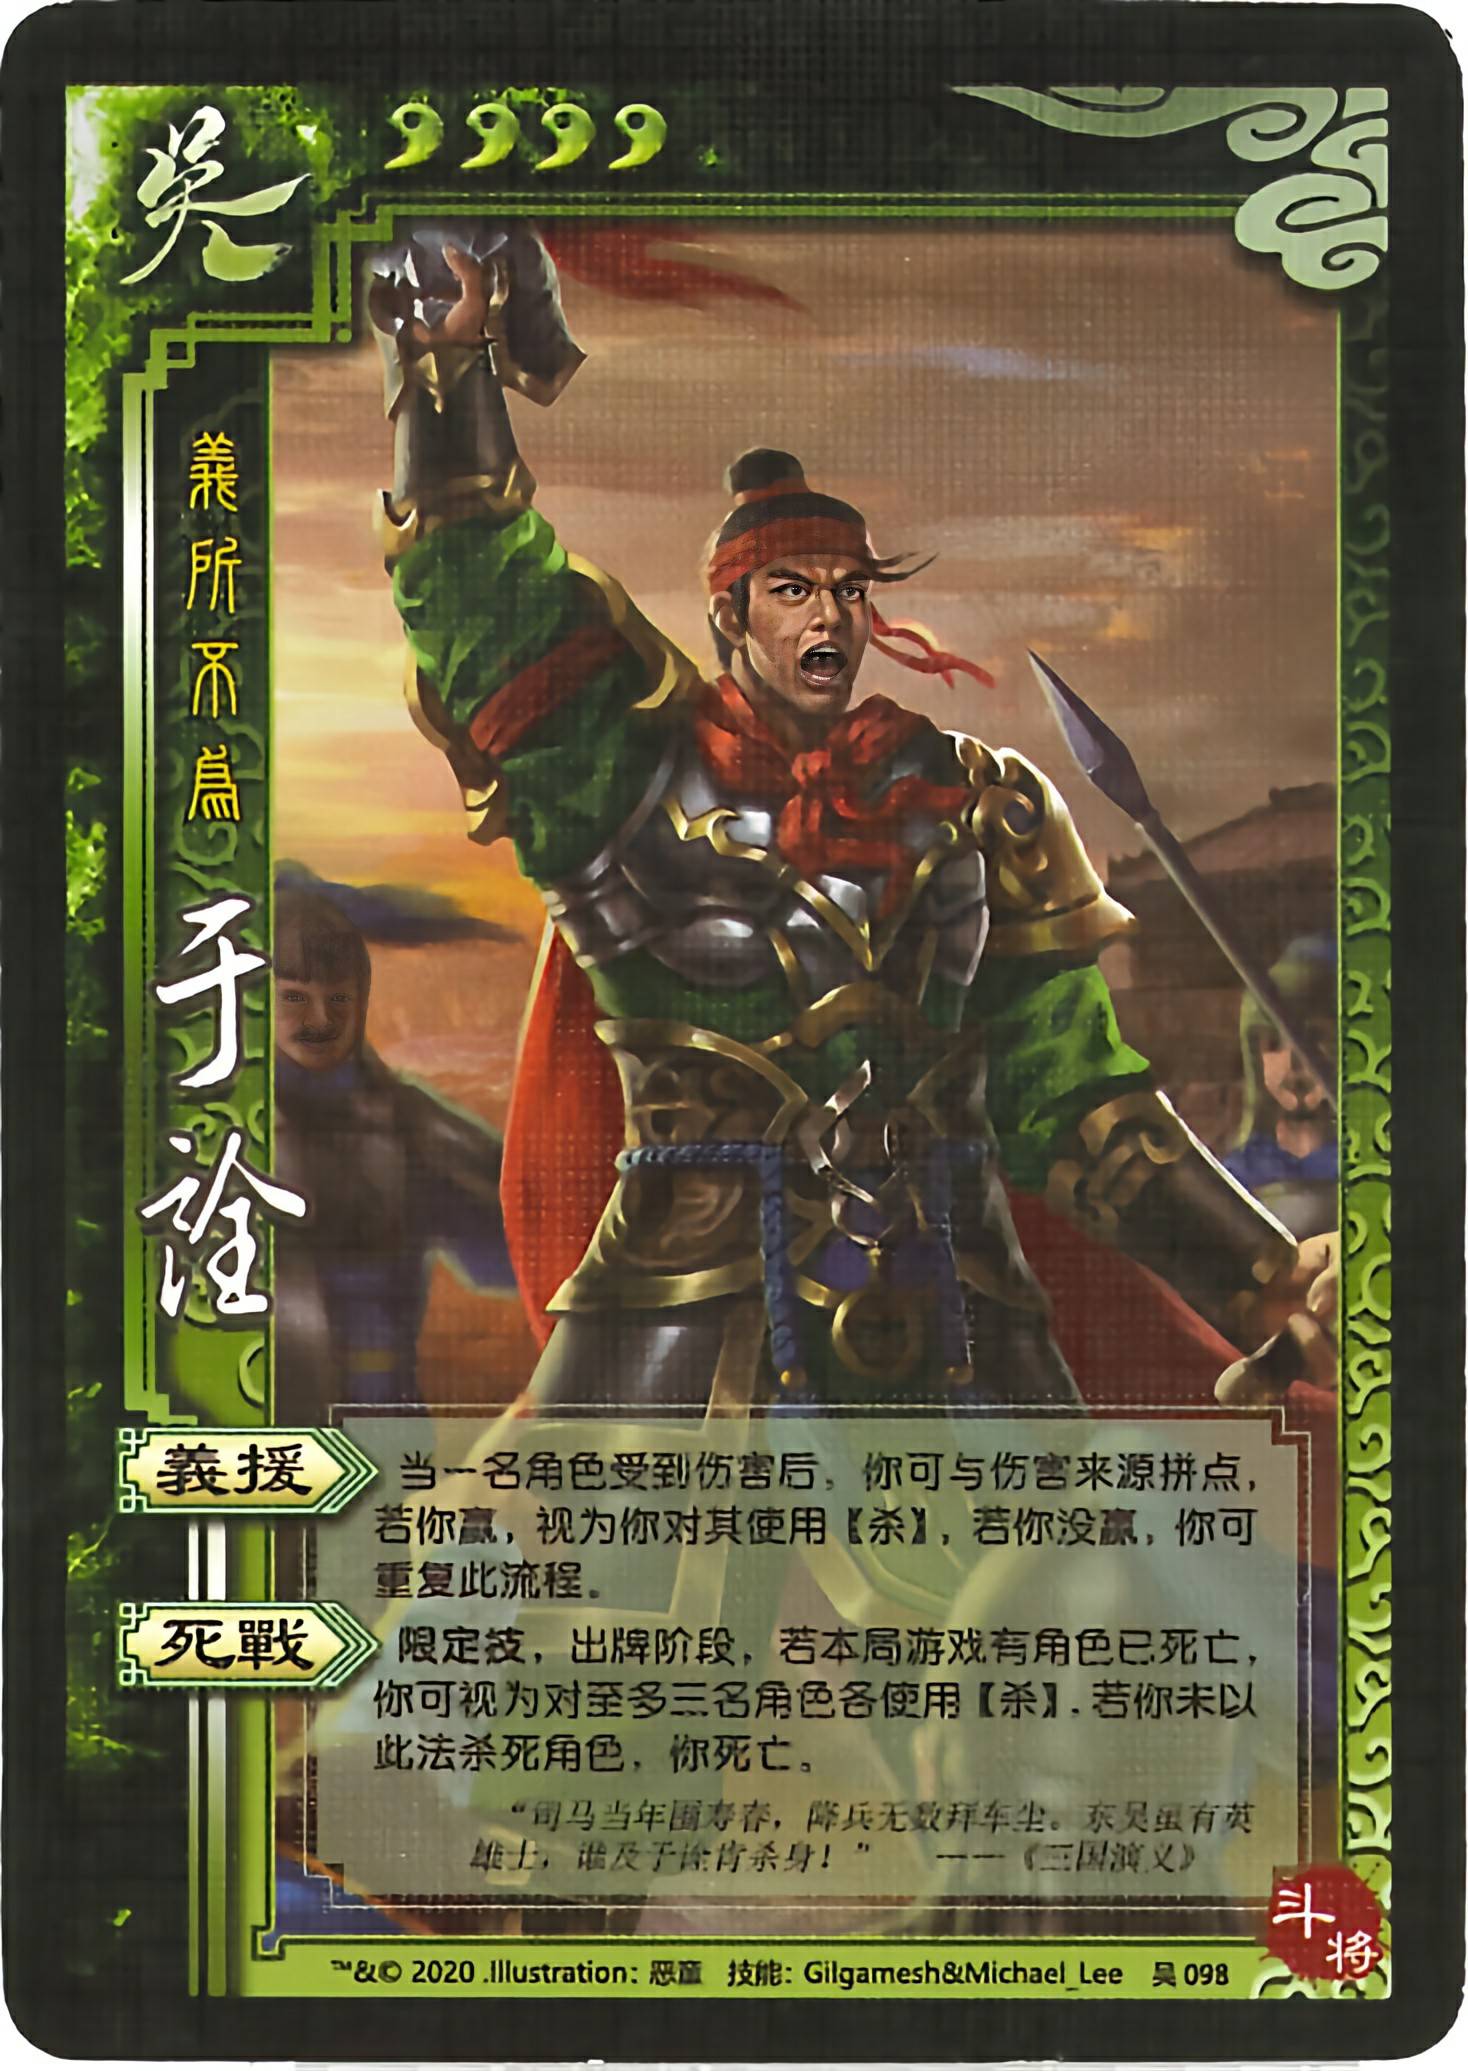 吴
義所不為
于詮
義援
当一名角色受到伤害后，你可与伤害来源拼点，
若你赢，视为你对其使用【杀】，若你没赢，你可
重复此流程。
死戰
限定技，出牌阶段，若本局游戏有角色已死亡，
你可视为对至多三名角色各使用【杀】，若你未以
此法杀死角色，你死亡。
“司马当年围寿春，降兵无数拜车尘。东吴虽有英
雄士，谁及于诠肯杀身！” ——《三国演义》
™&© 2020 .Illustration: 恶童 技能: Gilgamesh&Michael_Lee 吴 098
斗将